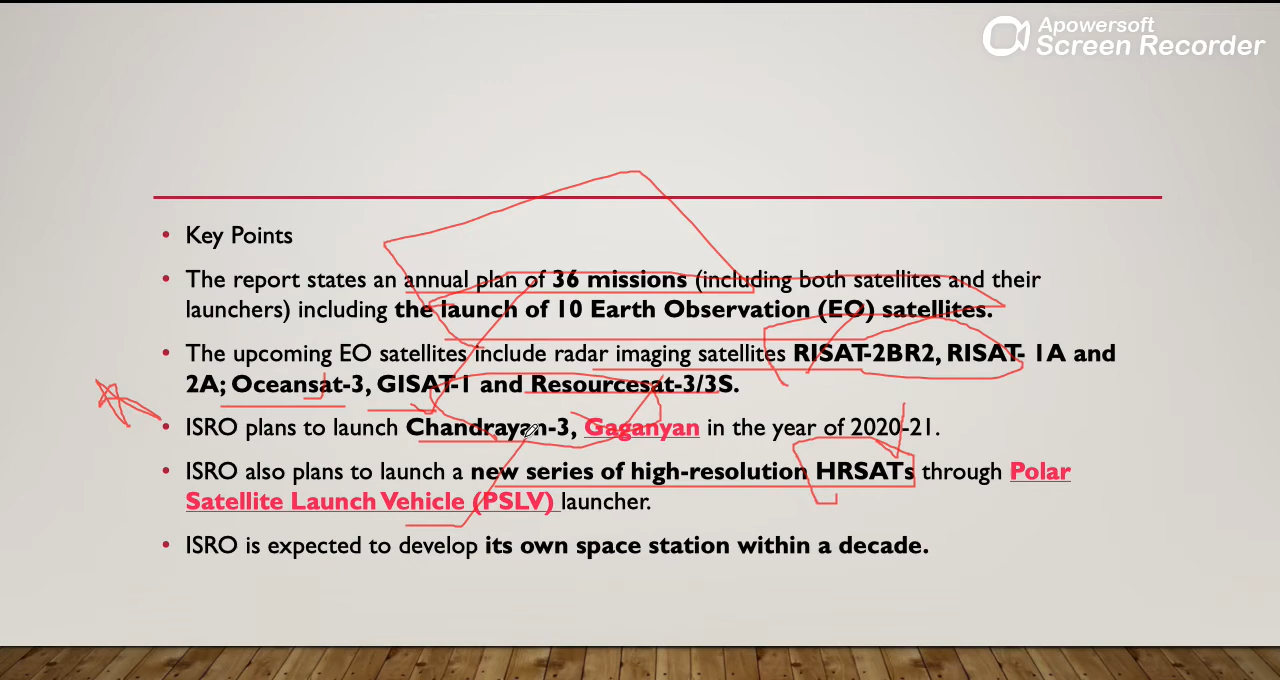 Apowersoft
Screen Recorder
• Key Points
• The report states an annual plan of 36 missions (including both satellites and their
launchers) including the launch of 10 Earth Observation (EO) satellites.
• The upcoming EO satellites include radar imaging satellites RISAT-2BR2, RISAT- 1A and
2A; Oceansat-3, GISAT-1 and Resourcesat-3/3S.
• ISRO plans to launch Chandrayan-3, Gaganyan in the year of 2020-21.
• ISRO also plans to launch a new series of high-resolution HRSATs through Polar
Satellite Launch Vehicle (PSLV) launcher.
• ISRO is expected to develop its own space station within a decade.